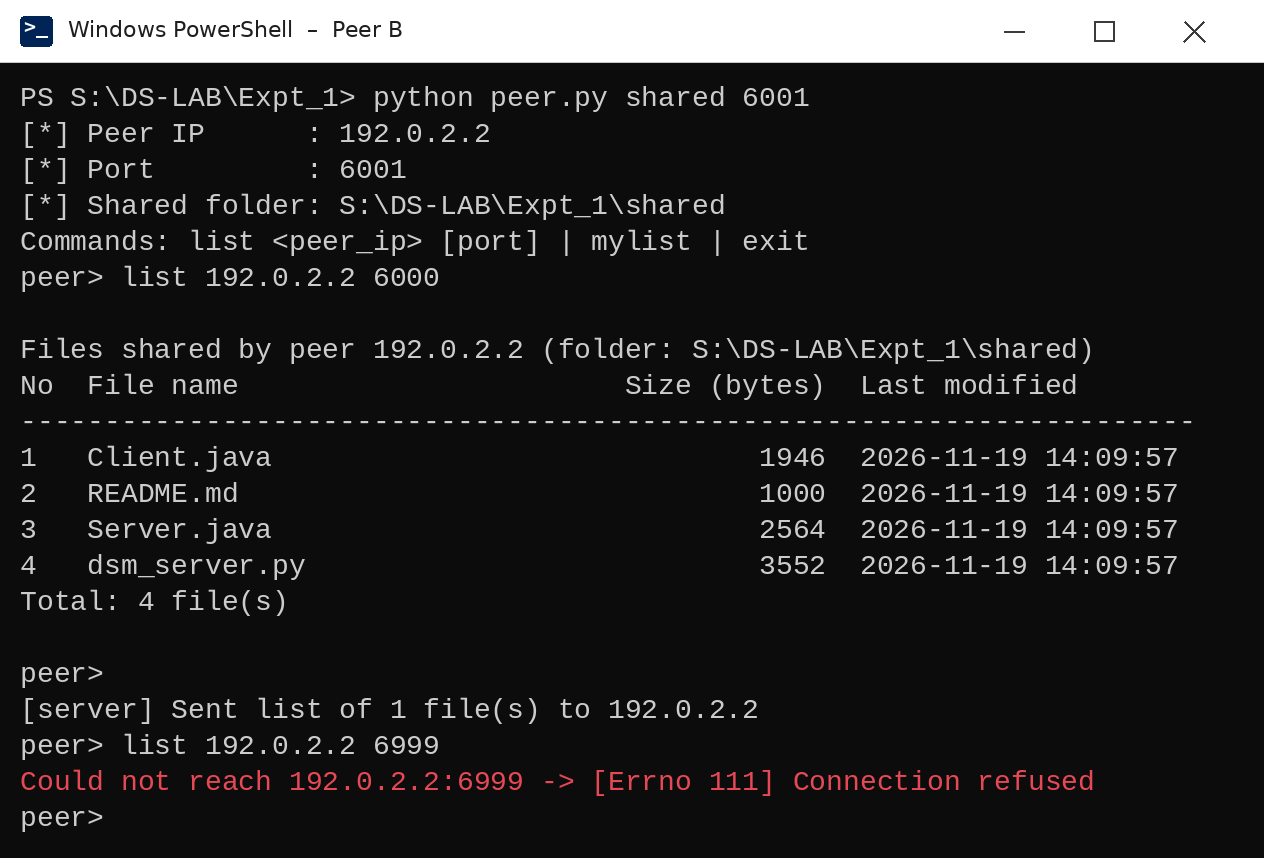 Windows PowerShell – Peer B
PS S:\DS-LAB\Expt_1> python peer.py shared 6001
[*] Peer IP      : 192.0.2.2
[*] Port         : 6001
[*] Shared folder: S:\DS-LAB\Expt_1\shared
Commands: list <peer_ip> [port] | mylist | exit
peer> list 192.0.2.2 6000
Files shared by peer 192.0.2.2 (folder: S:\DS-LAB\Expt_1\shared)
No  File name                       Size (bytes)  Last modified
----------------------------------------------------------------------
1   Client.java                             1946  2026-11-19 14:09:57
2   README.md                               1000  2026-11-19 14:09:57
3   Server.java                             2564  2026-11-19 14:09:57
4   dsm_server.py                           3552  2026-11-19 14:09:57
Total: 4 file(s)
peer>
[server] Sent list of 1 file(s) to 192.0.2.2
peer> list 192.0.2.2 6999
Could not reach 192.0.2.2:6999 -> [Errno 111] Connection refused
peer>